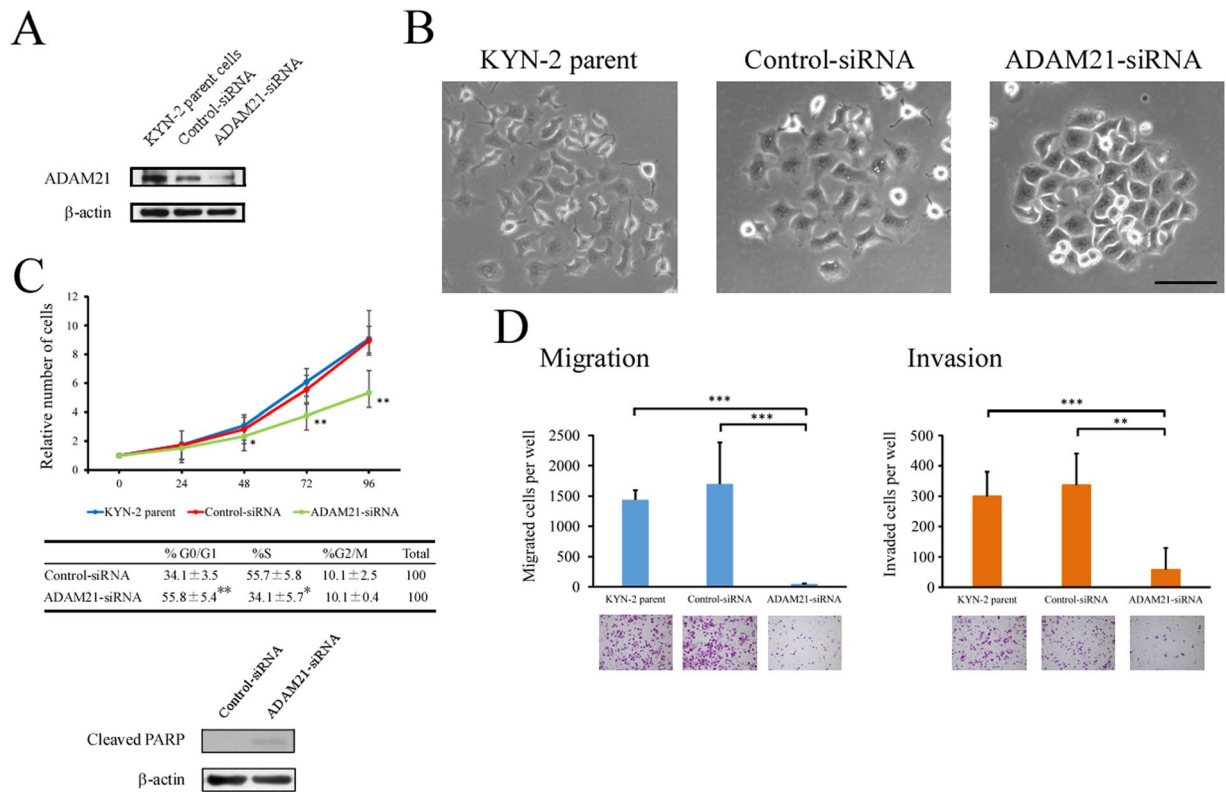 A
KYN-2 parent cells
Control-siRNA
ADAM21-siRNA
ADAM21
β-actin
B
KYN-2 parent
Control-siRNA
ADAM21-siRNA
C
Relative number of cells
12
10
8
6
4
2
0
0 24 48 72 96
*
**
**
KYN-2 parent Control-siRNA ADAM21-siRNA
% G0/G1 %S %G2/M Total
Control-siRNA 34.1±3.5 55.7±5.8 10.1±2.5 100
ADAM21-siRNA 55.8±5.4** 34.1±5.7* 10.1±0.4 100
Control-siRNA
ADAM21-siRNA
Cleaved PARP
β-actin
D
Migration
***
***
Migrated cells per well
2500
2000
1500
1000
500
0
KYN-2 parent Control-siRNA ADAM21-siRNA
Invasion
***
**
Invaded cells per well
500
400
300
200
100
0
KYN-2 parent Control-siRNA ADAM21-siRNA